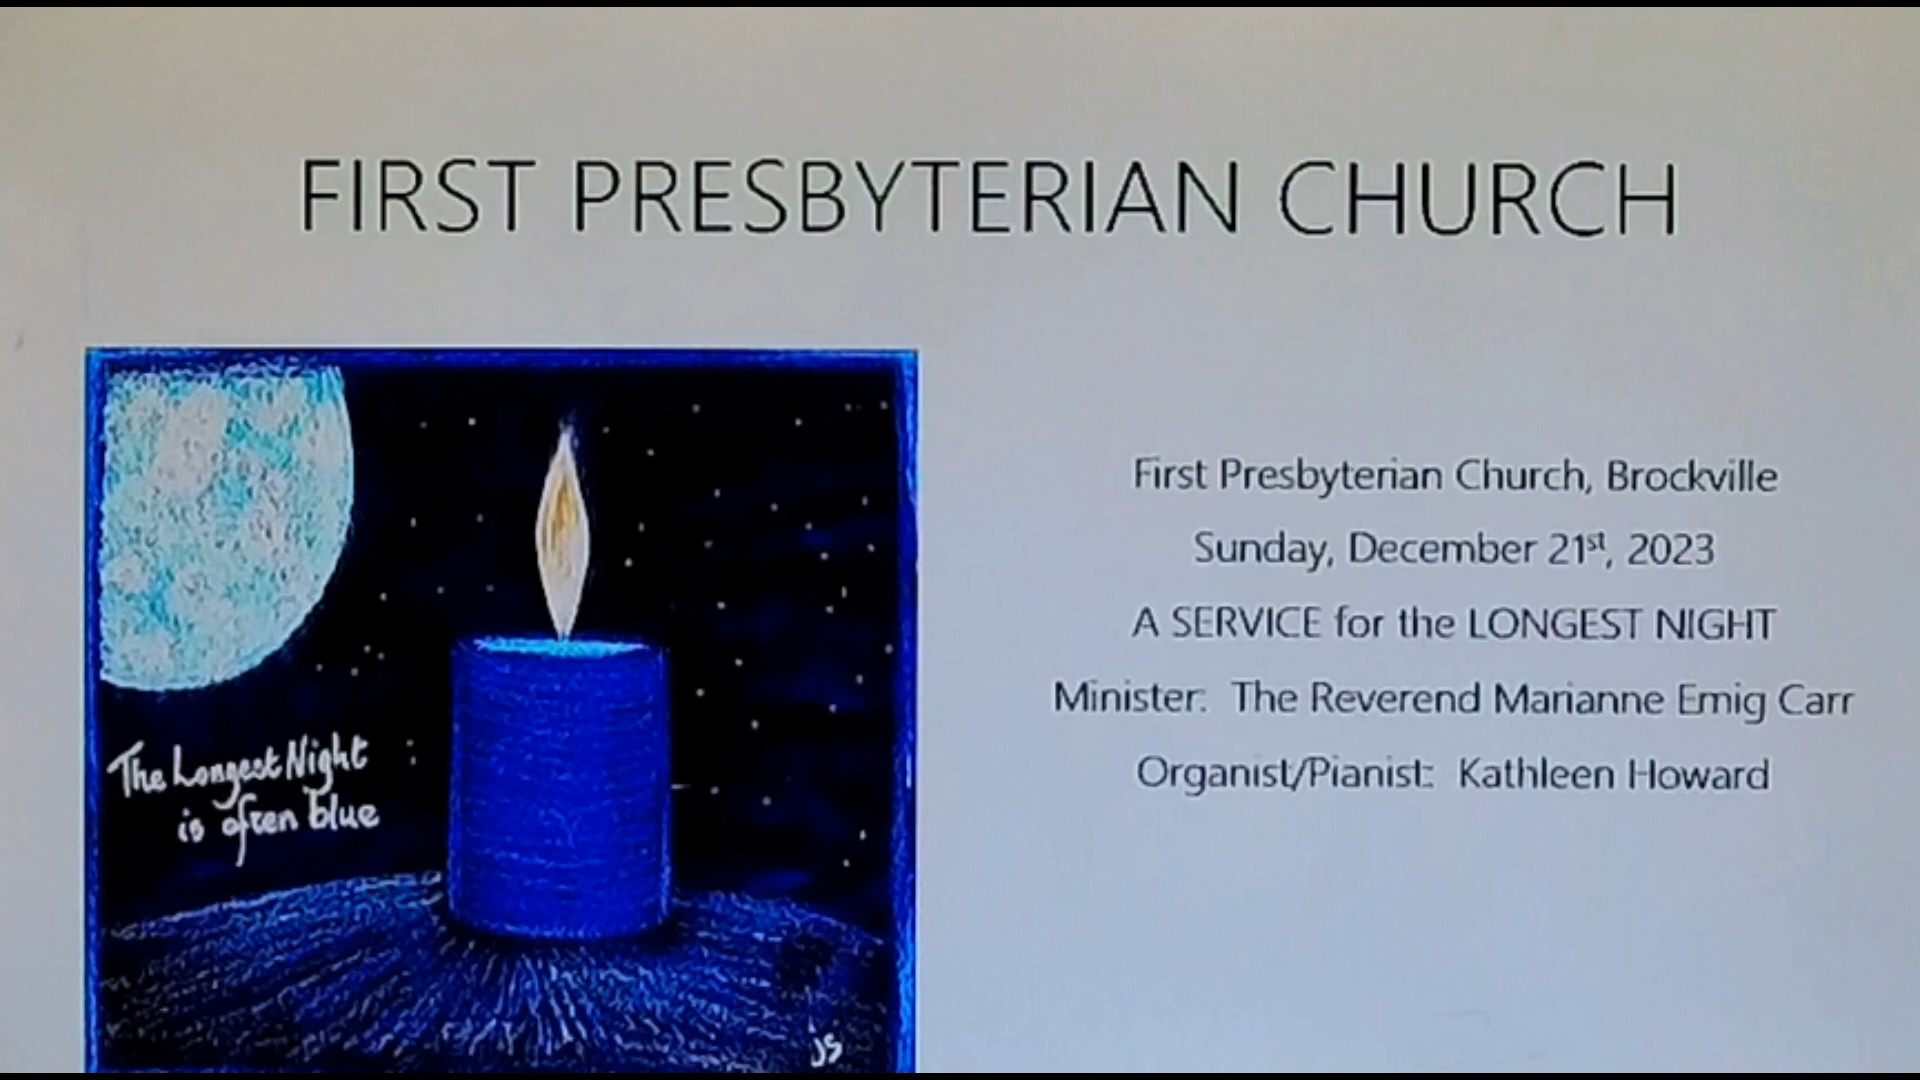 FIRST PRESBYTERIAN CHURCH
The Longest Night
is often blue
JS
First Presbyterian Church, Brockville
Sunday, December 21st, 2023
A SERVICE for the LONGEST NIGHT
Minister: The Reverend Marianne Emig Carr
Organist/Pianist: Kathleen Howard